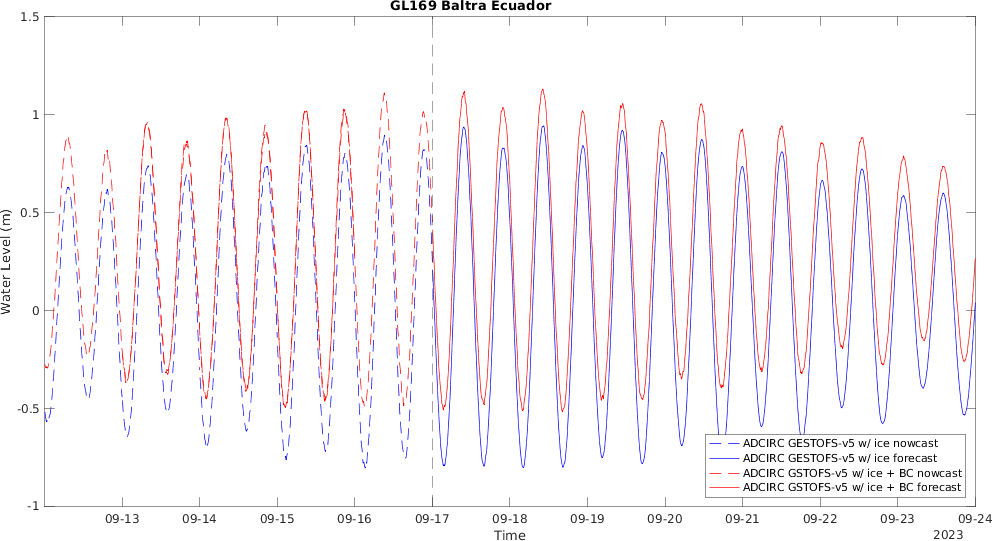 GL169 Baltra Ecuador
1.5
1
0.5
0
-0.5
-1
Water Level (m)
ADCIRC GESTOFS-v5 w/ ice nowcast
ADCIRC GESTOFS-v5 w/ ice forecast
ADCIRC GSTOFS-v5 w/ ice + BC nowcast
ADCIRC GSTOFS-v5 w/ ice + BC forecast
09-13 09-14 09-15 09-16 09-17 09-18 09-19 09-20 09-21 09-22 09-23 09-24
Time
2023